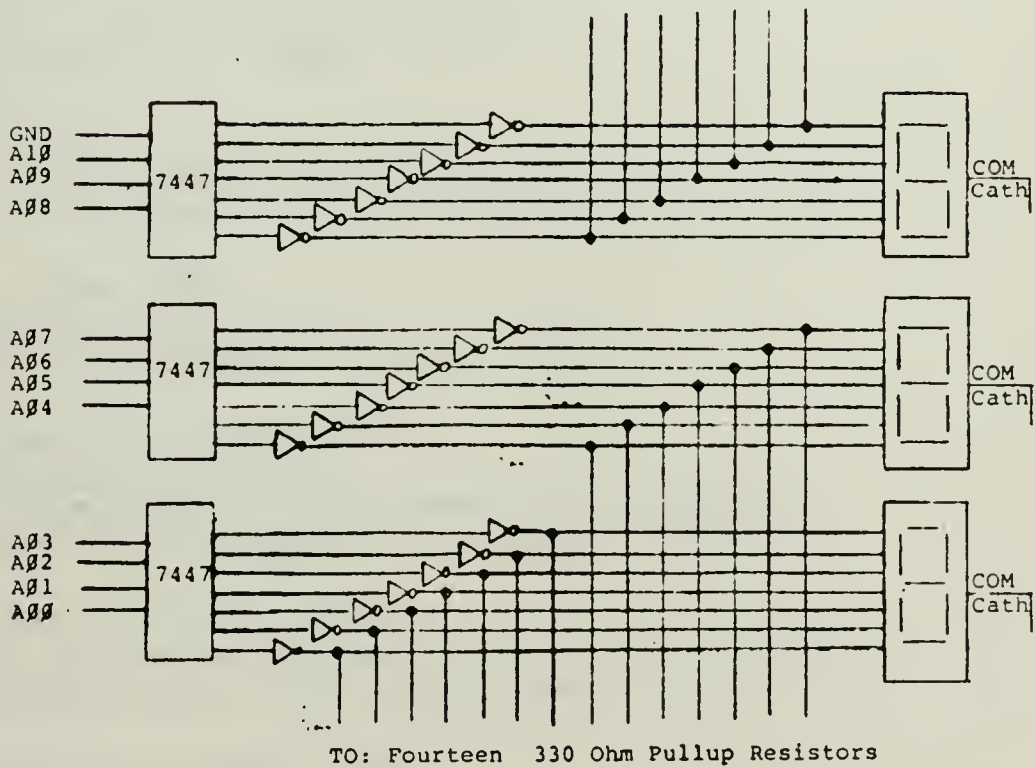 GND
A1Ø
AØ9
AØ8
7447
COM
Cath
AØ7
AØ6
AØ5
AØ4
7447
COM
Cath
AØ3
AØ2
AØ1
AØØ
7447
COM
Cath
TO: Fourteen 330 Ohm Pullup Resistors